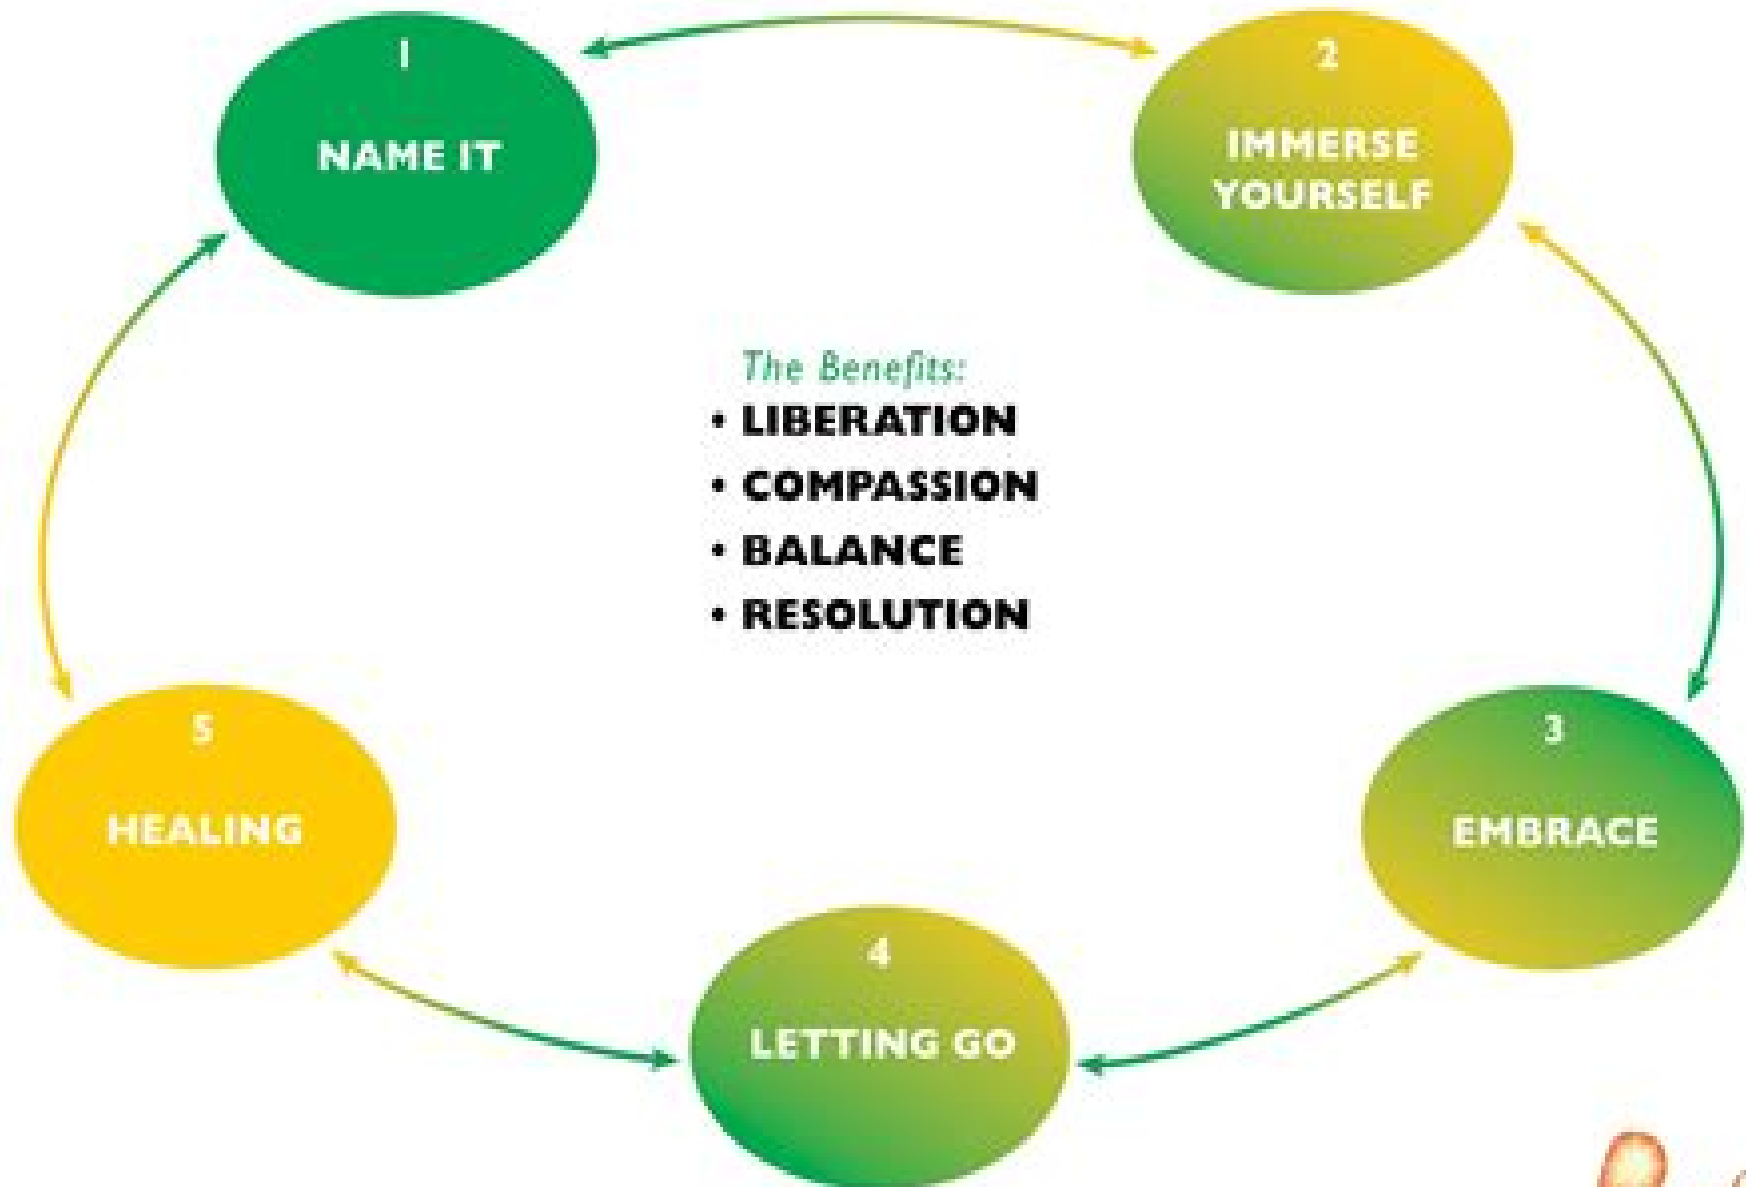 1
NAME IT
2
IMMERSE
YOURSELF
The Benefits:
• LIBERATION
• COMPASSION
• BALANCE
• RESOLUTION
3
EMBRACE
4
LETTING GO
5
HEALING